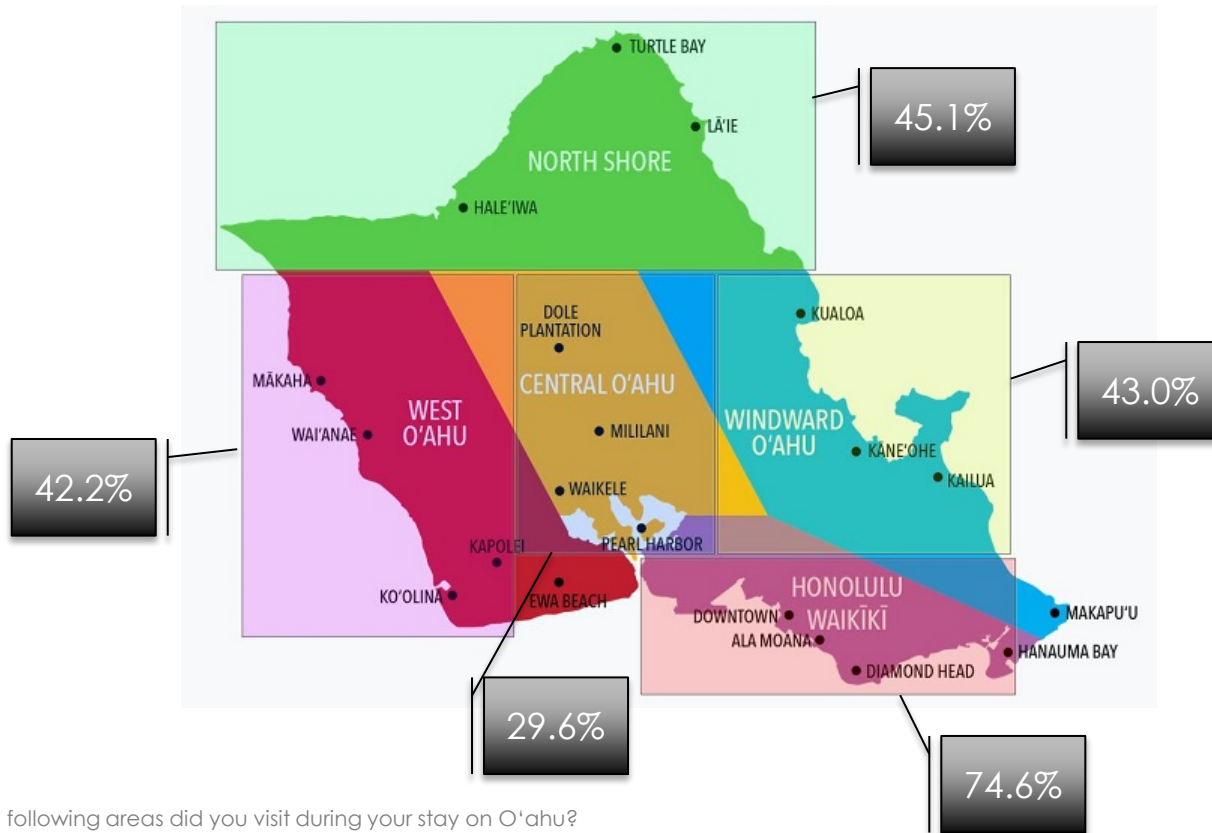 TURTLE BAY
45.1%
LĀ'IE
NORTH SHORE
HALE'IWA
DOLE
PLANTATION
KUALOA
MĀKAHA
CENTRAL O'AHU
43.0%
WEST
O'AHU
WINDWARD
O'AHU
WAI'ANAE
MILILANI
KĀNE'OHE
KAILUA
42.2%
WAIKELE
PEARL HARBOR
KAPOLEI
KO'OLINA
EWA BEACH
HONOLULU
WAIKĪKĪ
DOWNTOWN
MAKAPU'U
ALA MOANA
HANAUMA BAY
DIAMOND HEAD
29.6%
74.6%
following areas did you visit during your stay on O‘ahu?